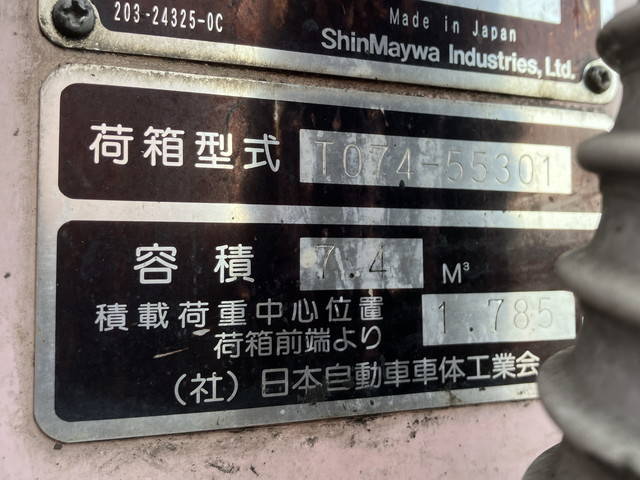 203-24325-0C
Made in Japan
ShinMaywa Industries, Ltd.
荷箱型式 T074-55301
容積 7.4 M³
積載荷重中心位置
荷箱前端より 1.785
(社)日本自動車車体工業会